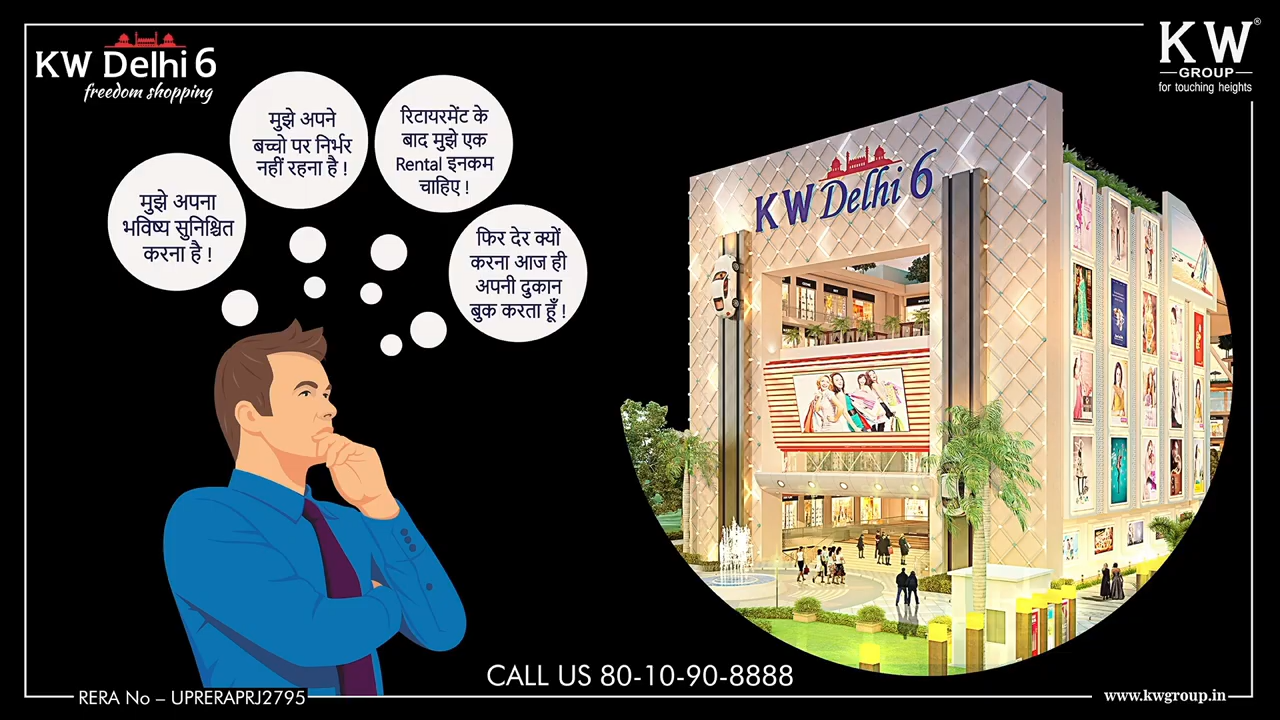 KW Delhi 6
freedom shopping
KW®
GROUP
for touching heights
मुझे अपना
भविष्य सुनिश्चित
करना है !
मुझे अपने
बच्चो पर निर्भर
नहीं रहना है !
रिटायरमेंट के
बाद मुझे एक
Rental इनकम
चाहिए !
फिर देर क्यों
करना आज ही
अपनी दुकान
बुक करता हूँ !
KW Delhi 6
CALL US 80-10-90-8888
RERA No – UPRERAPRJ2795
www.kwgroup.in